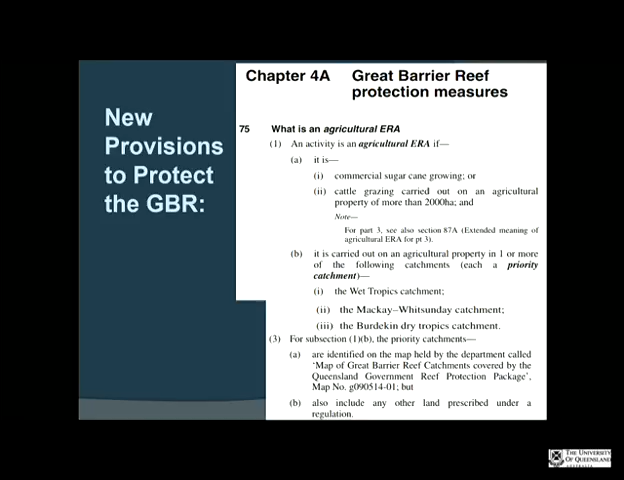 New
Provisions
to Protect
the GBR:
Chapter 4A Great Barrier Reef
protection measures
75 What is an agricultural ERA
(1) An activity is an agricultural ERA if—
(a) it is—
(i) commercial sugar cane growing; or
(ii) cattle grazing carried out on an agricultural
property of more than 2000ha; and
Note—
For part 3, see also section 87A (Extended meaning of
agricultural ERA for pt 3).
(b) it is carried out on an agricultural property in 1 or more
of the following catchments (each a priority
catchment)—
(i) the Wet Tropics catchment;
(ii) the Mackay–Whitsunday catchment;
(iii) the Burdekin dry tropics catchment.
(3) For subsection (1)(b), the priority catchments—
(a) are identified on the map held by the department called
‘Map of Great Barrier Reef Catchments covered by the
Queensland Government Reef Protection Package’,
Map No. g090514-01; but
(b) also include any other land prescribed under a
regulation.
THE UNIVERSITY
OF QUEENSLAND
AUSTRALIA